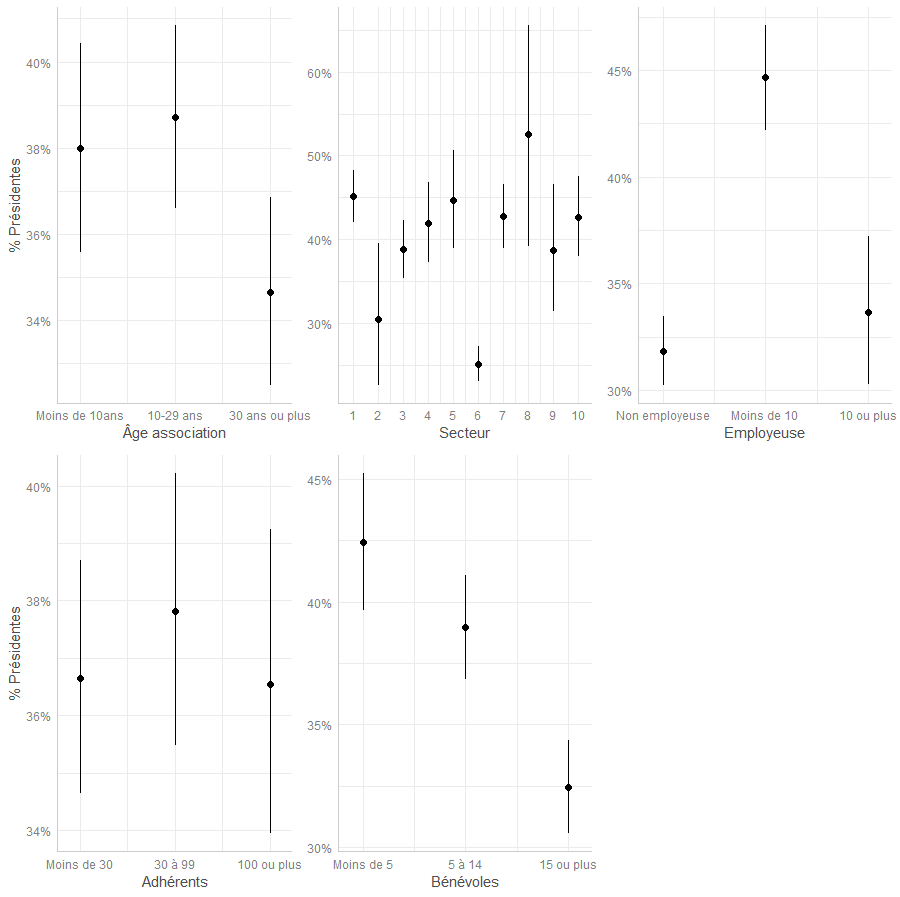 % Présidentes
40%
38%
36%
34%
Moins de 10ans
10-29 ans
30 ans ou plus
Âge association
60%
50%
40%
30%
1 2 3 4 5 6 7 8 9 10
Secteur
45%
40%
35%
30%
Non employeuse
Moins de 10
10 ou plus
Employeuse
% Présidentes
40%
38%
36%
34%
Moins de 30
30 à 99
100 ou plus
Adhérents
45%
40%
35%
30%
Moins de 5
5 à 14
15 ou plus
Bénévoles